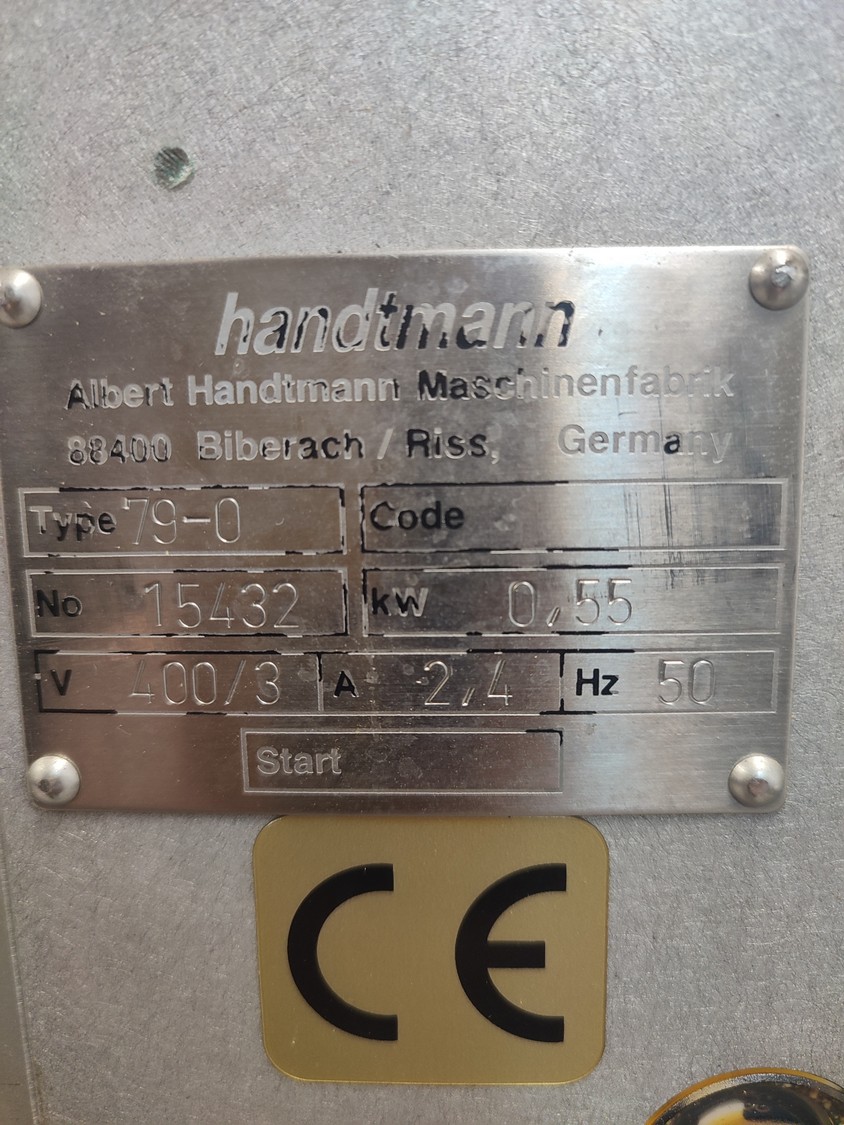 handtmann
Albert Handtmann Maschinenfabrik
88400 Biberach / Riss, Germany
Type 79-0 Code
No 15432 kW 0,55
V 400/3 A 2,4 Hz 50
Start
CE